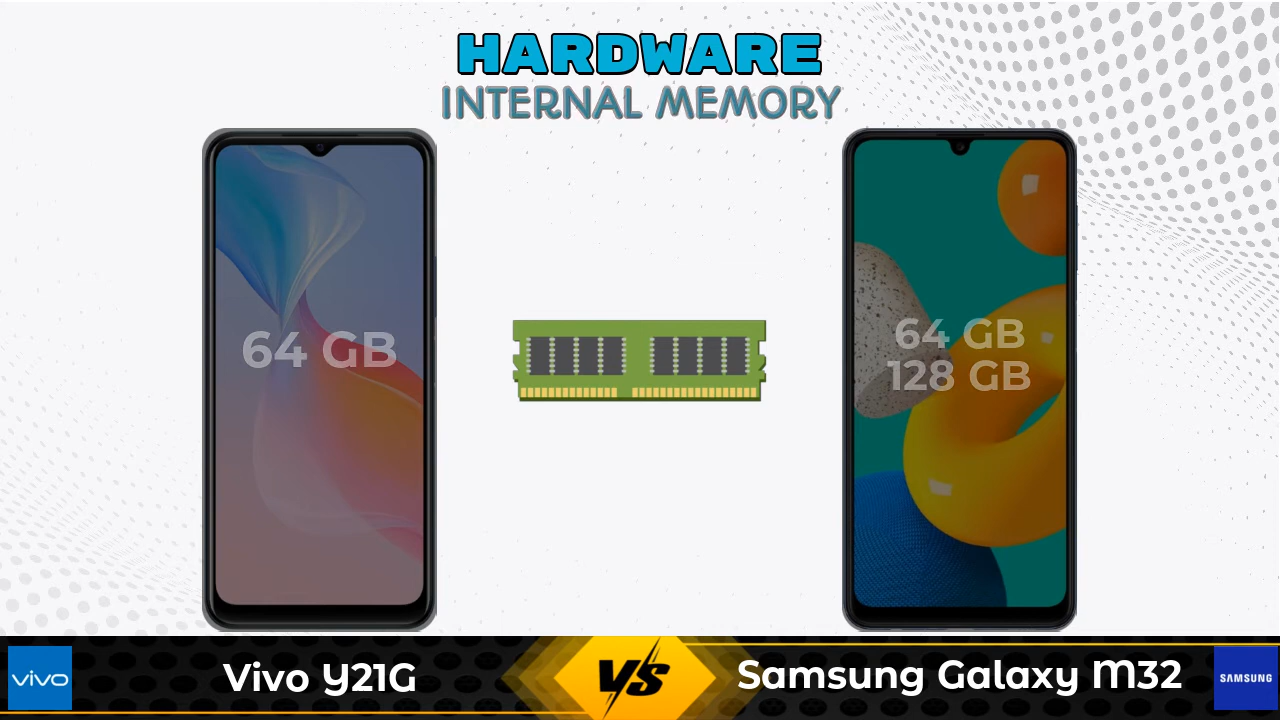 HARDWARE
INTERNAL MEMORY
64 GB
64 GB
128 GB
vivo
Vivo Y21G
VS
Samsung Galaxy M32
SAMSUNG